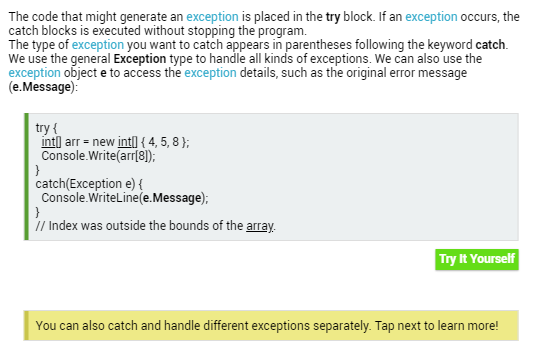 The code that might generate an exception is placed in the try block. If an exception occurs, the
catch blocks is executed without stopping the program.
The type of exception you want to catch appears in parentheses following the keyword catch.
We use the general Exception type to handle all kinds of exceptions. We can also use the
exception object e to access the exception details, such as the original error message
(e.Message):
try {
int[] arr = new int[] { 4, 5, 8 };
Console.Write(arr[8]);
}
catch(Exception e) {
Console.WriteLine(e.Message);
}
// Index was outside the bounds of the array.
Try It Yourself
You can also catch and handle different exceptions separately. Tap next to learn more!